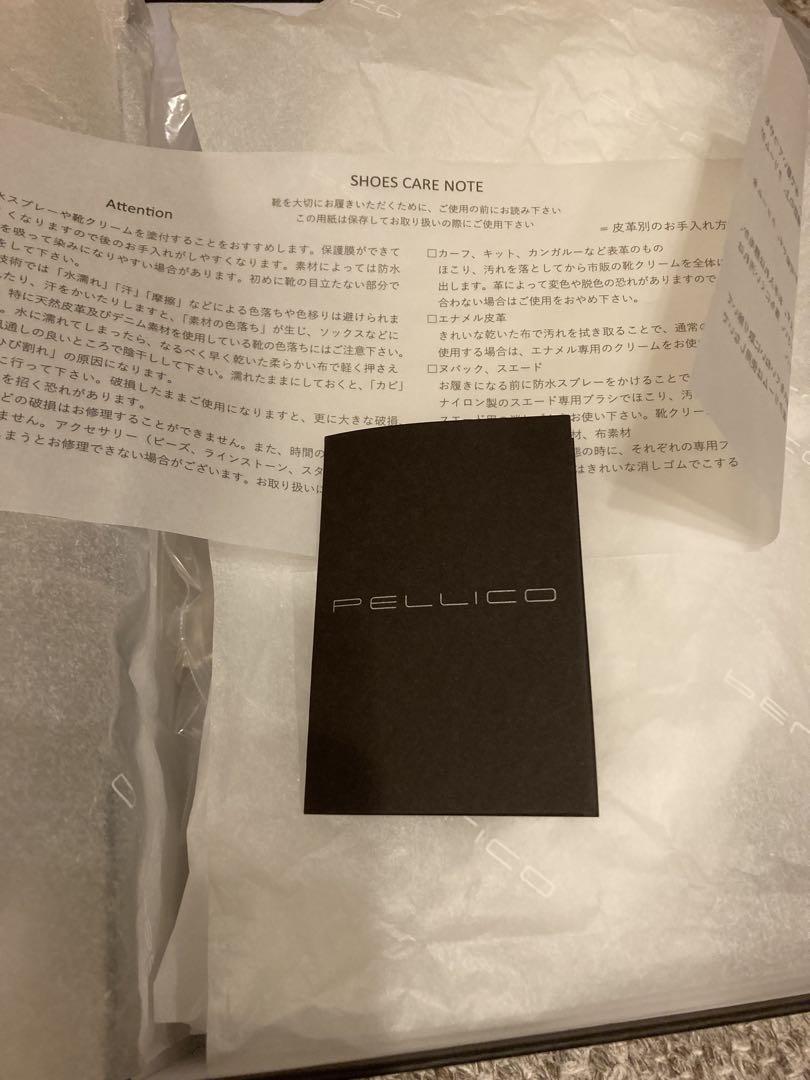 SHOES CARE NOTE
靴を大切にお履きいただくために、ご使用の前にお読み下さい
この用紙は保存してお取り扱いの際にご使用下さい
Attention
水スプレーや靴クリームを塗付することをおすすめします。保護膜ができて
くなりますので後のお手入れがしやすくなります。素材によっては防水
を吸って染みになりやすい場合があります。初めに靴の目立たない部分で
をして下さい。
技術では「水濡れ」「汗」「摩擦」などによる色落ちや色移りは避けられま
たり、汗をかいたりしますと、「素材の色落ち」が生じ、ソックスなどに
特に天然皮革及びデニム素材を使用している靴の色落ちにはご注意下さい。
。水に濡れてしまったら、なるべく早く乾いた柔らかい布で軽く押さえ
風通しの良いところで陰干しして下さい。濡れたままにしておくと、「カビ」
ひび割れ」の原因になります。
に行って下さい。破損したままご使用になりますと、更に大きな破損、
を招く恐れがあります。
どの破損はお修理することができません。また、時間の
ません。アクセサリー（ビーズ、ラインストーン、スタ
まうとお修理できない場合がございます。お取り扱いに
= 皮革別のお手入れ方
□カーフ、キット、カンガルーなど表革のもの
ほこり、汚れを落としてから市販の靴クリームを全体に
出します。革によって変色や脱色の恐れがありますので
合わない場合はご使用をおやめ下さい。
□エナメル皮革
きれいな乾いた布で汚れを拭き取ることで、通常の
使用する場合は、エナメル専用のクリームをお使
□ヌバック、スエード
お履きになる前に防水スプレーをかけることで
ナイロン製のスエード専用ブラシでほこり、汚
お使い下さい。靴クリー
材、布素材
態の時に、それぞれの専用フ
はきれいな消しゴムでこする
PELLICO
PELLICO